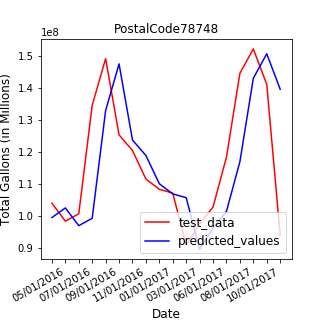 PostalCode78748
1e8
Total Gallons (in Millions)
1.5
1.4
1.3
1.2
1.1
1.0
0.9
test_data
predicted_values
05/01/2016
07/01/2016
09/01/2016
11/01/2016
01/01/2017
03/01/2017
06/01/2017
08/01/2017
10/01/2017
Date